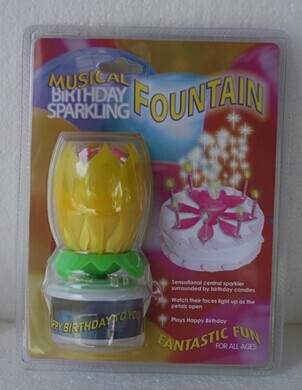 MUSICAL
BIRTHDAY
SPARKLING
FOUNTAIN
Sensational central sparkler
surrounded by birthday candles
Watch their faces light up as the
petals open
Plays Happy Birthday
HAPPY BIRTHDAY TO YOU
FANTASTIC FUN
FOR ALL AGES